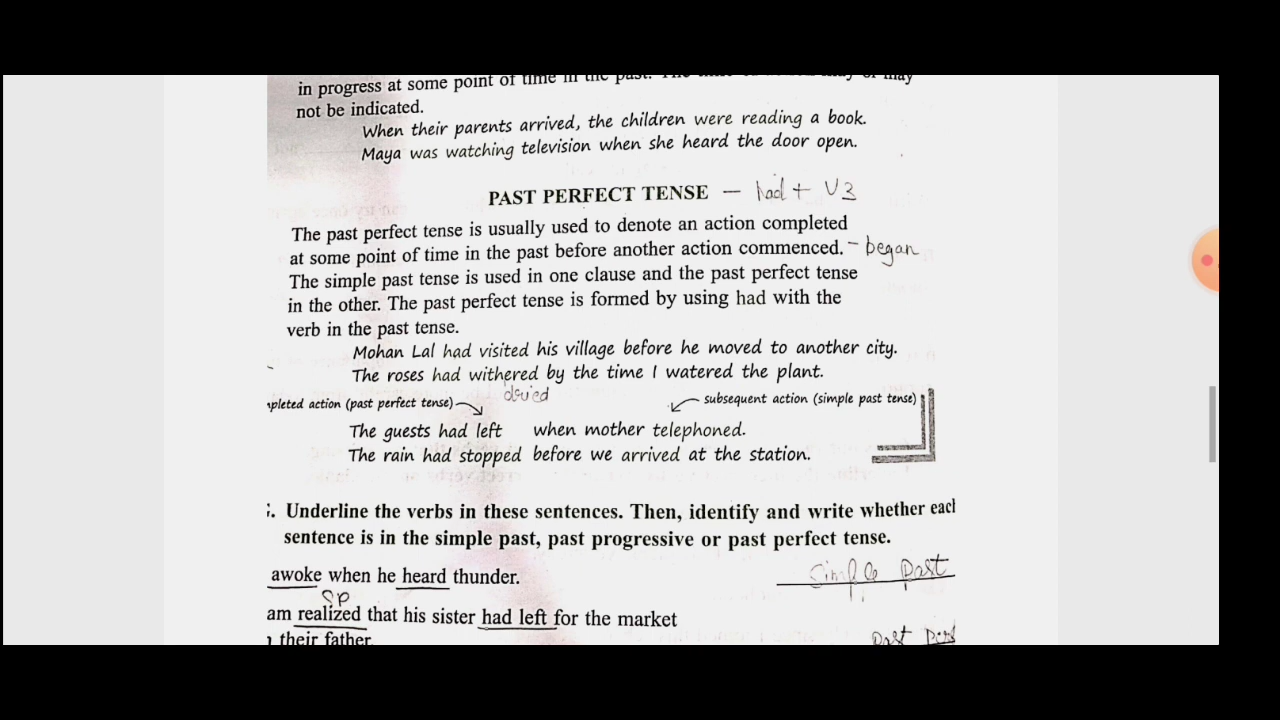 in progress at some point of time in the past. The
not be indicated.
When their parents arrived, the children were reading a book.
Maya was watching television when she heard the door open.
PAST PERFECT TENSE — had + V3
The past perfect tense is usually used to denote an action completed
at some point of time in the past before another action commenced. - began
The simple past tense is used in one clause and the past perfect tense
in the other. The past perfect tense is formed by using had with the
verb in the past tense.
Mohan Lal had visited his village before he moved to another city.
The roses had withered by the time I watered the plant.
pleted action (past perfect tense) subsequent action (simple past tense)
The guests had left when mother telephoned.
The rain had stopped before we arrived at the station.
Underline the verbs in these sentences. Then, identify and write whether eacl
sentence is in the simple past, past progressive or past perfect tense.
awoke when he heard thunder. simple past
SP
am realized that his sister had left for the market
their father. past